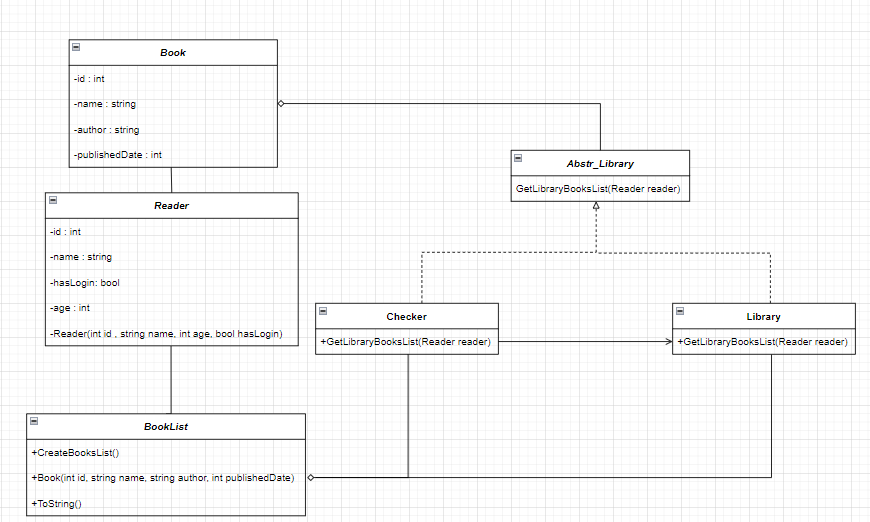 Book
-id : int
-name : string
-author : string
-publishedDate : int
Abstr_Library
GetLibraryBooksList(Reader reader)
Reader
-id : int
-name : string
-hasLogin: bool
-age : int
-Reader(int id , string name, int age, bool hasLogin)
Checker
+GetLibraryBooksList(Reader reader)
Library
+GetLibraryBooksList(Reader reader)
BookList
+CreateBooksList()
+Book(int id, string name, string author, int publishedDate)
+ToString()